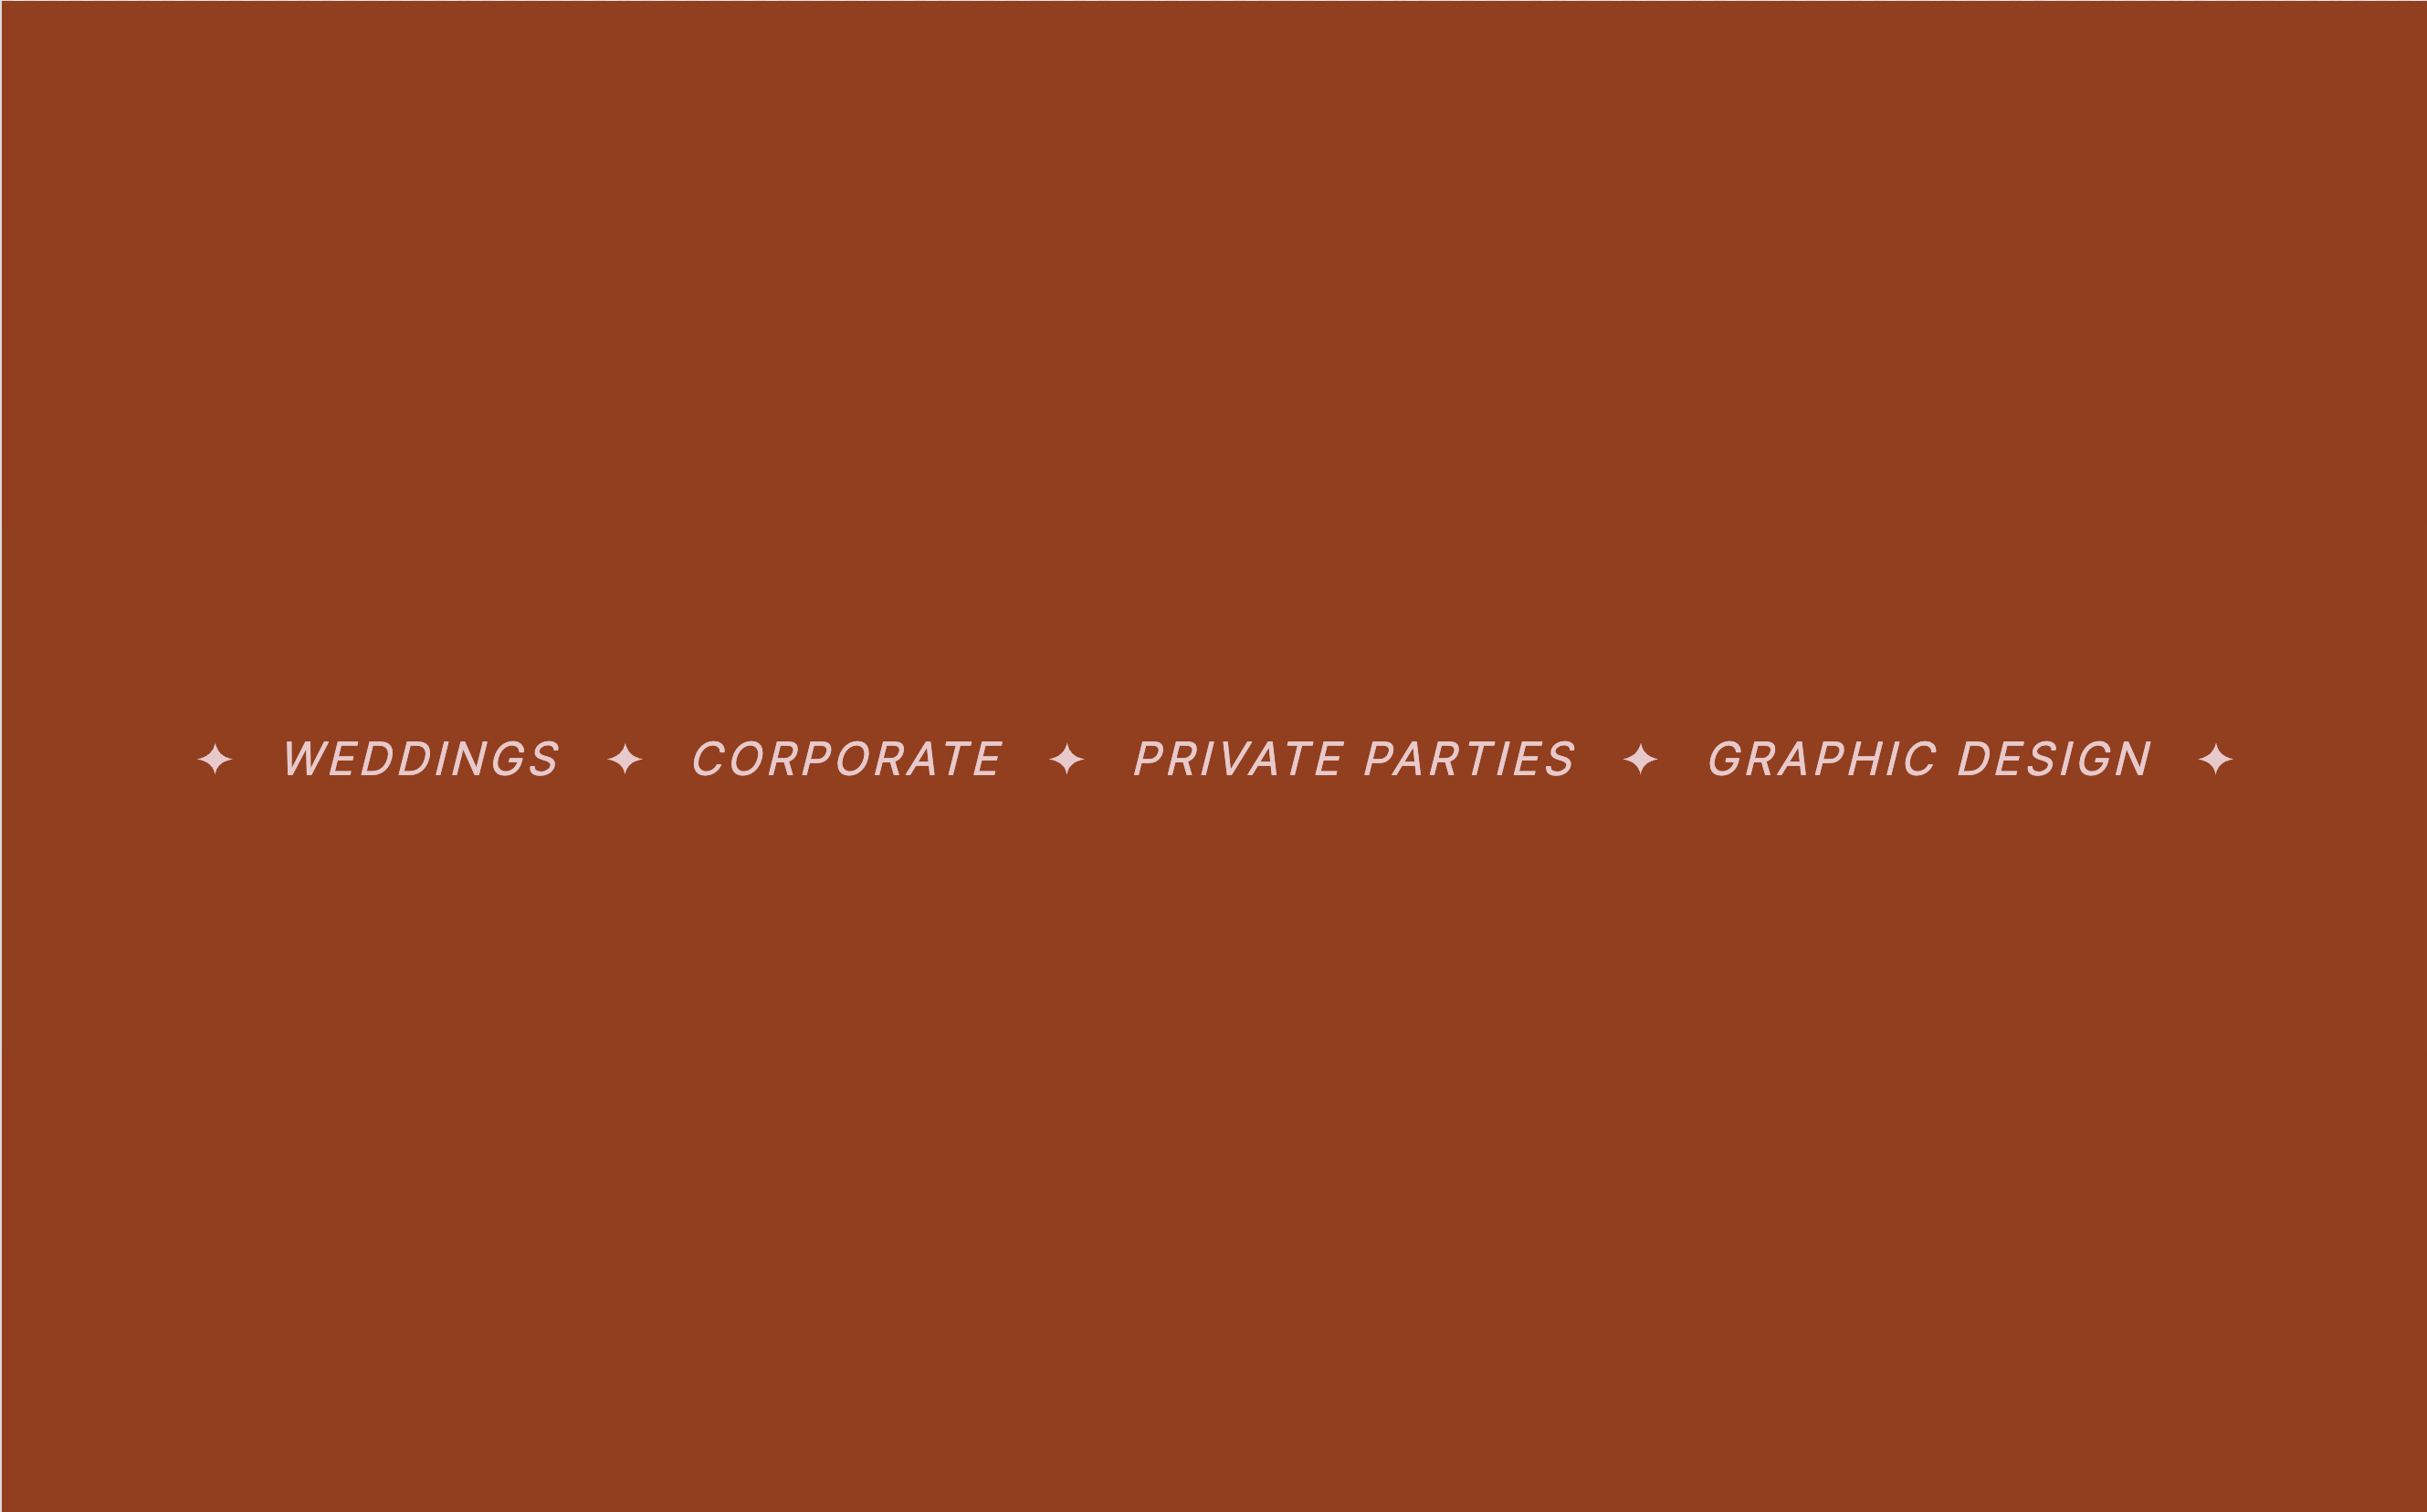 ✦ WEDDINGS ✦ CORPORATE ✦ PRIVATE PARTIES ✦ GRAPHIC DESIGN ✦